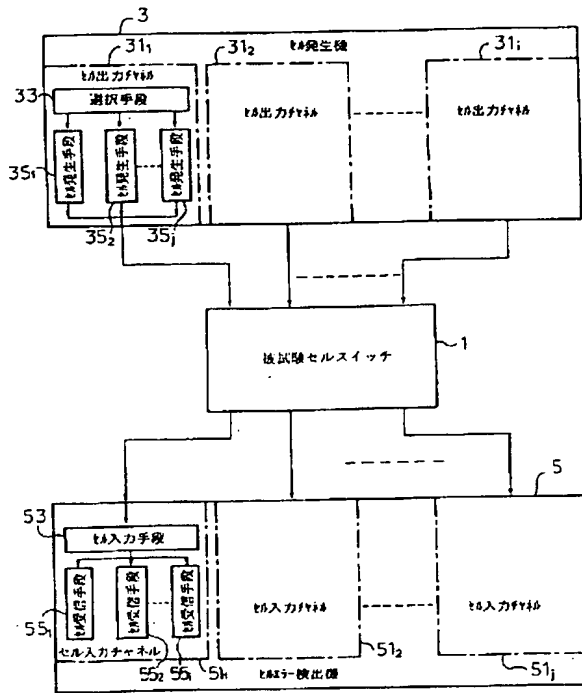 3
31₁
31₂
セル発生機
31i
セル出力チャネル
33
選択手段
セル出力チャネル
セル出力チャネル
セル発生手段
セル発生手段
セル発生手段
35₁
35₂
35j
被試験セルスイッチ
1
5
53
セル入力手段
セル受信手段
セル受信手段
セル受信手段
セル入力チャネル
セル入力チャネル
55₁
セル入力チャネル
55₂
55i
51₁
51₂
セルエラー検出機
51j